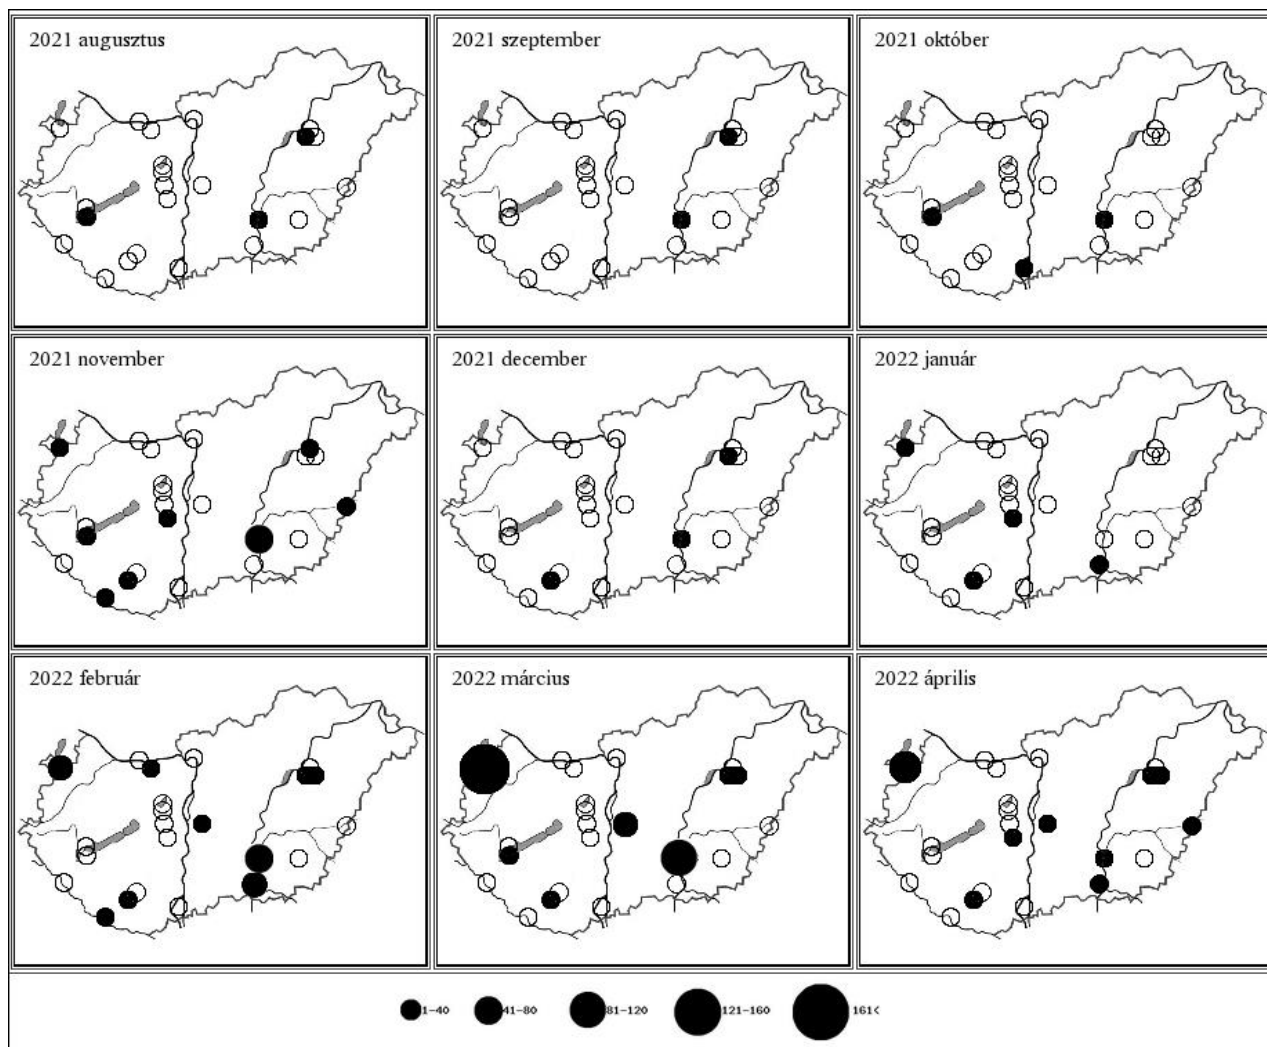 2021 augusztus
2021 szeptember
2021 október
2021 november
2021 december
2022 január
2022 február
2022 március
2022 április
1-40 41-80 81-120 121-160 161<